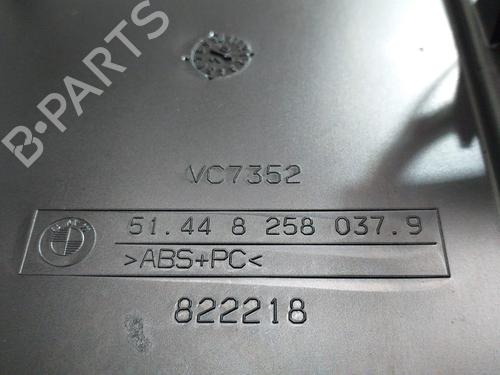 B-PARTS
VC7352
51.44 8 258 037.9
>ABS+PC<
822218